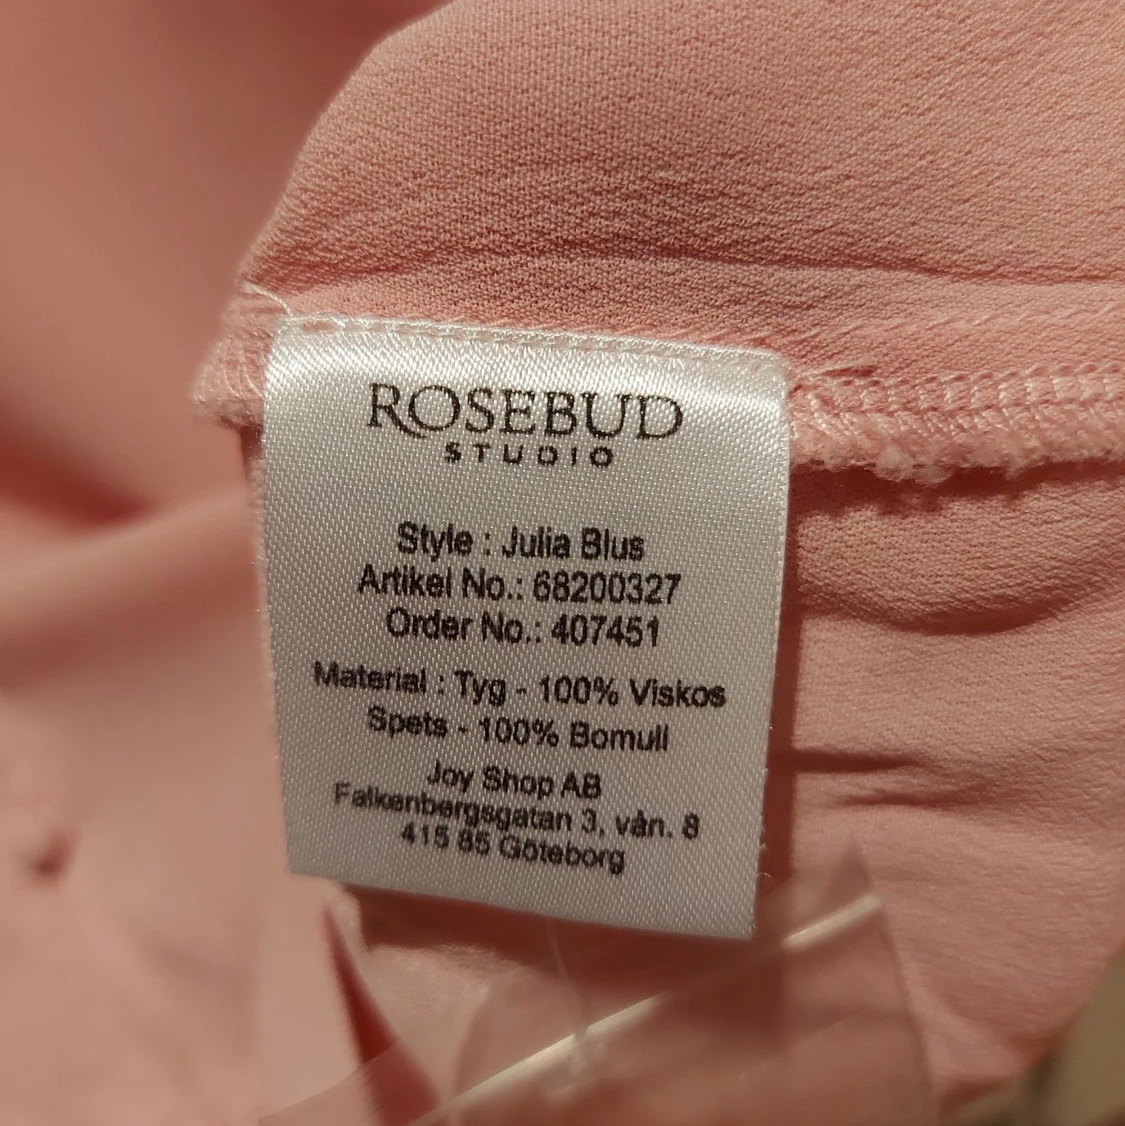 ROSEBUD
STUDIO
Style : Julia Blus
Artikel No.: 68200327
Order No.: 407451
Material : Tyg - 100% Viskos
Spets - 100% Bomull
Joy Shop AB
Falkenbergsgatan 3, vån. 8
415 85 Göteborg